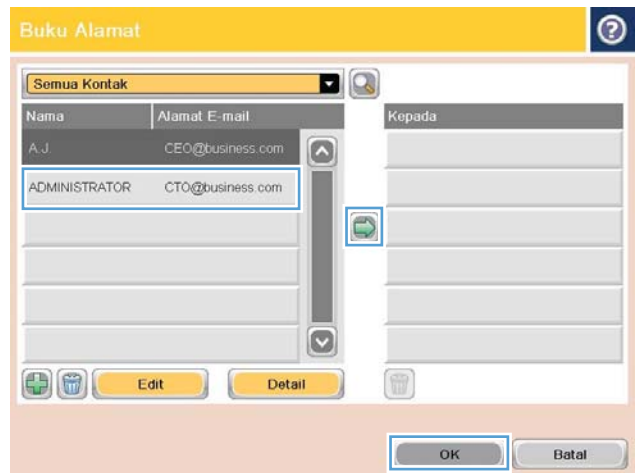 Buku Alamat
Semua Kontak
Nama Alamat E-mail Kepada
A.J. CEO@business.com
ADMINISTRATOR CTO@business.com
Edit Detail
OK Batal